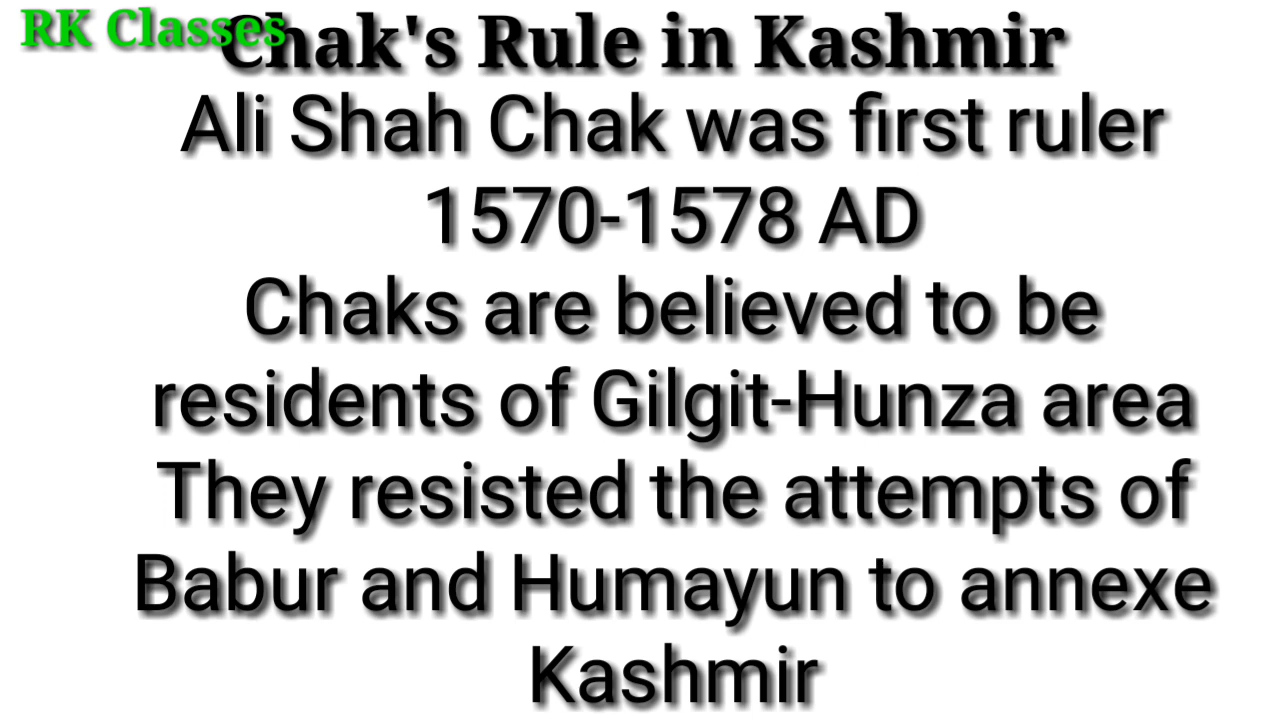 RK Classes
Chak's Rule in Kashmir
Ali Shah Chak was first ruler
1570-1578 AD
Chaks are believed to be
residents of Gilgit-Hunza area
They resisted the attempts of
Babur and Humayun to annexe
Kashmir